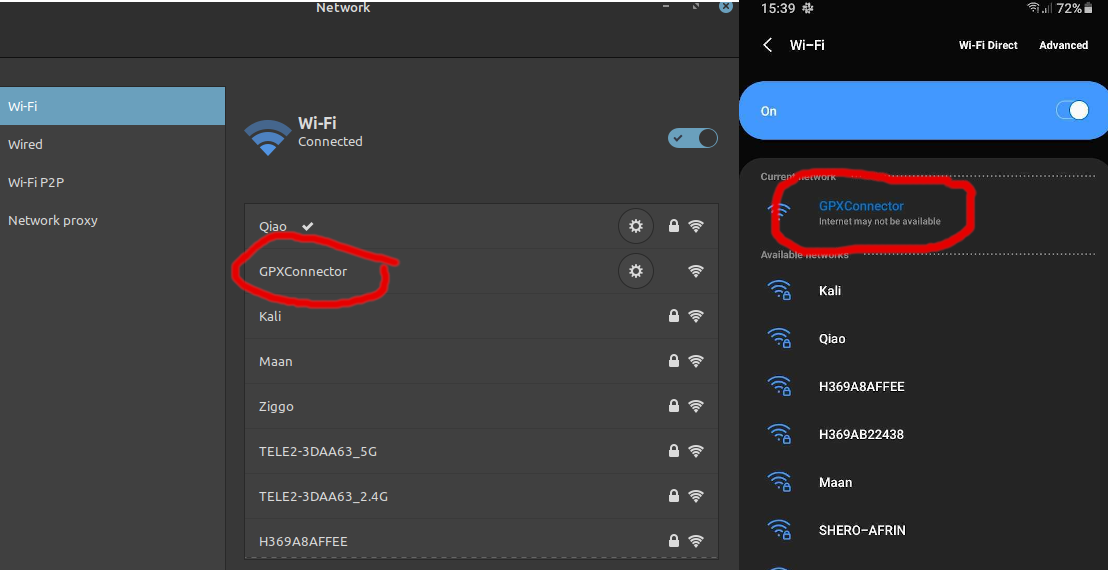 Network
Wi-Fi
Wired
Wi-Fi P2P
Network proxy
Wi-Fi
Connected
Qiao
GPXConnector
Kali
Maan
Ziggo
TELE2-3DAA63_5G
TELE2-3DAA63_2.4G
H369A8AFFEE
15:39
72%
Wi-Fi
Wi-Fi Direct
Advanced
On
Current network
GPXConnector
Internet may not be available
Available networks
Kali
Qiao
H369A8AFFEE
H369AB22438
Maan
SHERO-AFRIN